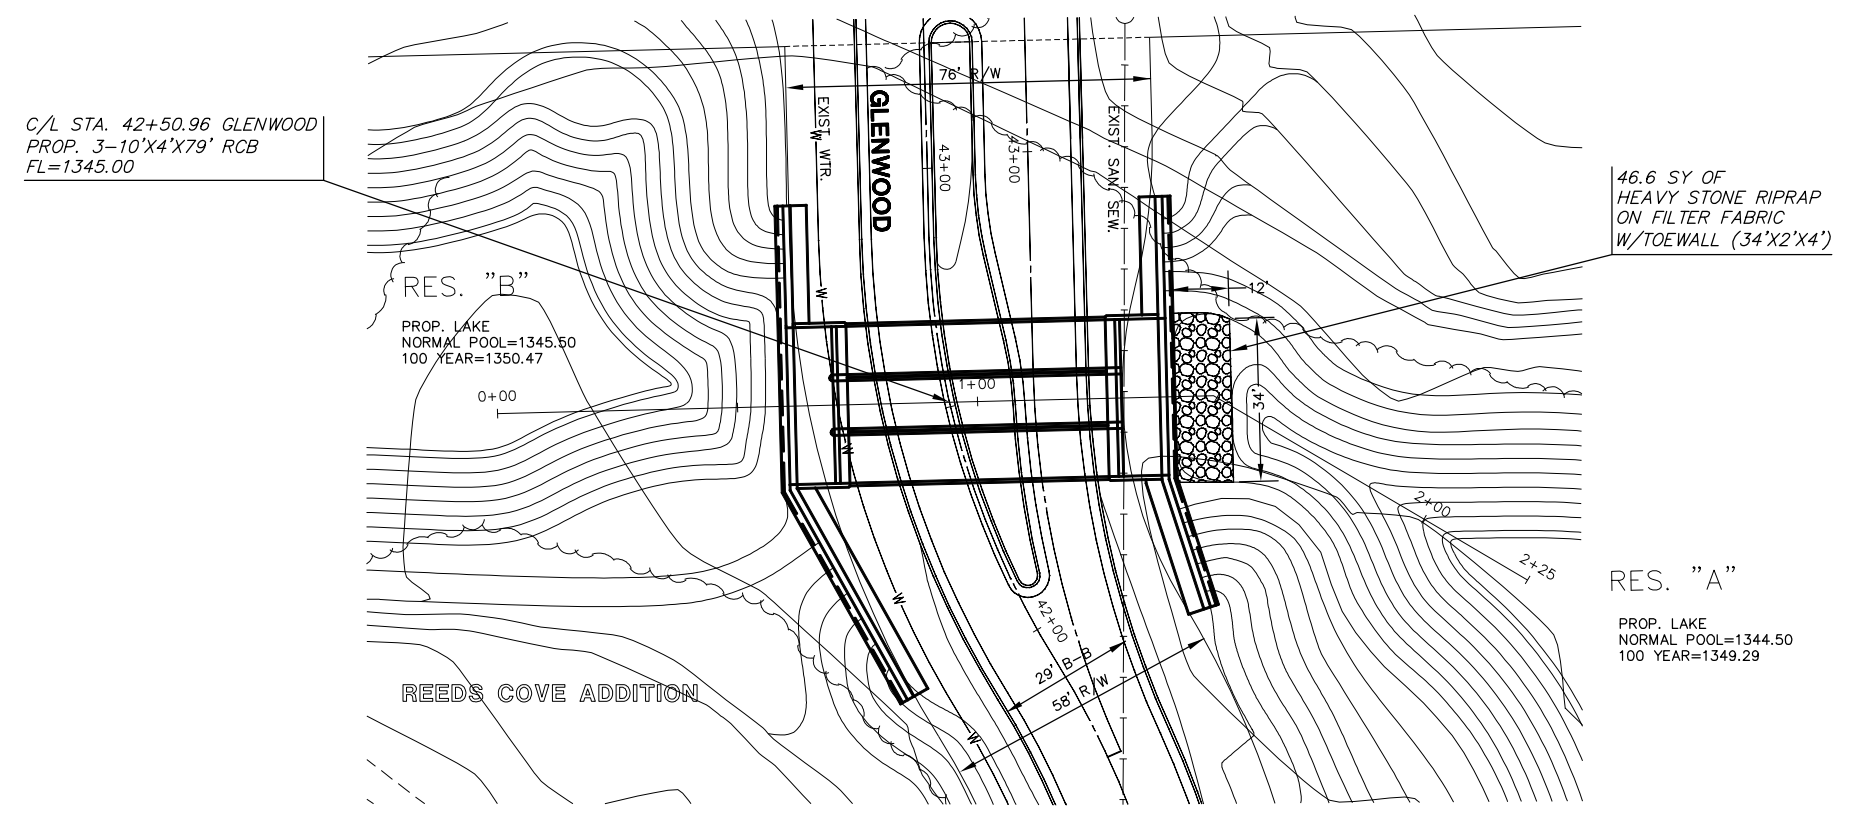 C/L STA. 42+50.96 GLENWOOD
PROP. 3-10'X4'X79' RCB
FL=1345.00
76' R/W
EXIST. WTR.
W
GLENWOOD
43+00
43+00
EXIST. SAN. SEW.
46.6 SY OF
HEAVY STONE RIPRAP
ON FILTER FABRIC
W/TOEWALL (34'X2'X4')
RES. "B"
PROP. LAKE
NORMAL POOL=1345.50
100 YEAR=1350.47
W
12'
0+00
1+00
34'
W
2+00
2+25
RES. "A"
PROP. LAKE
NORMAL POOL=1344.50
100 YEAR=1349.29
W
42+00
29' B-B
58' R/W
REEDS COVE ADDITION
W